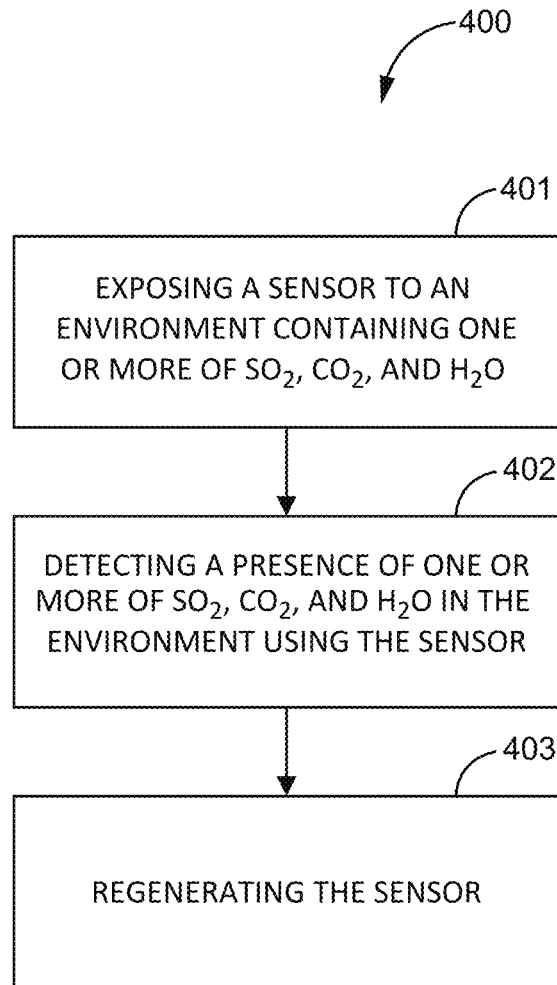 400
401
EXPOSING A SENSOR TO AN
ENVIRONMENT CONTAINING ONE
OR MORE OF SO₂, CO₂, AND H₂O
402
DETECTING A PRESENCE OF ONE OR
MORE OF SO₂, CO₂, AND H₂O IN THE
ENVIRONMENT USING THE SENSOR
403
REGENERATING THE SENSOR